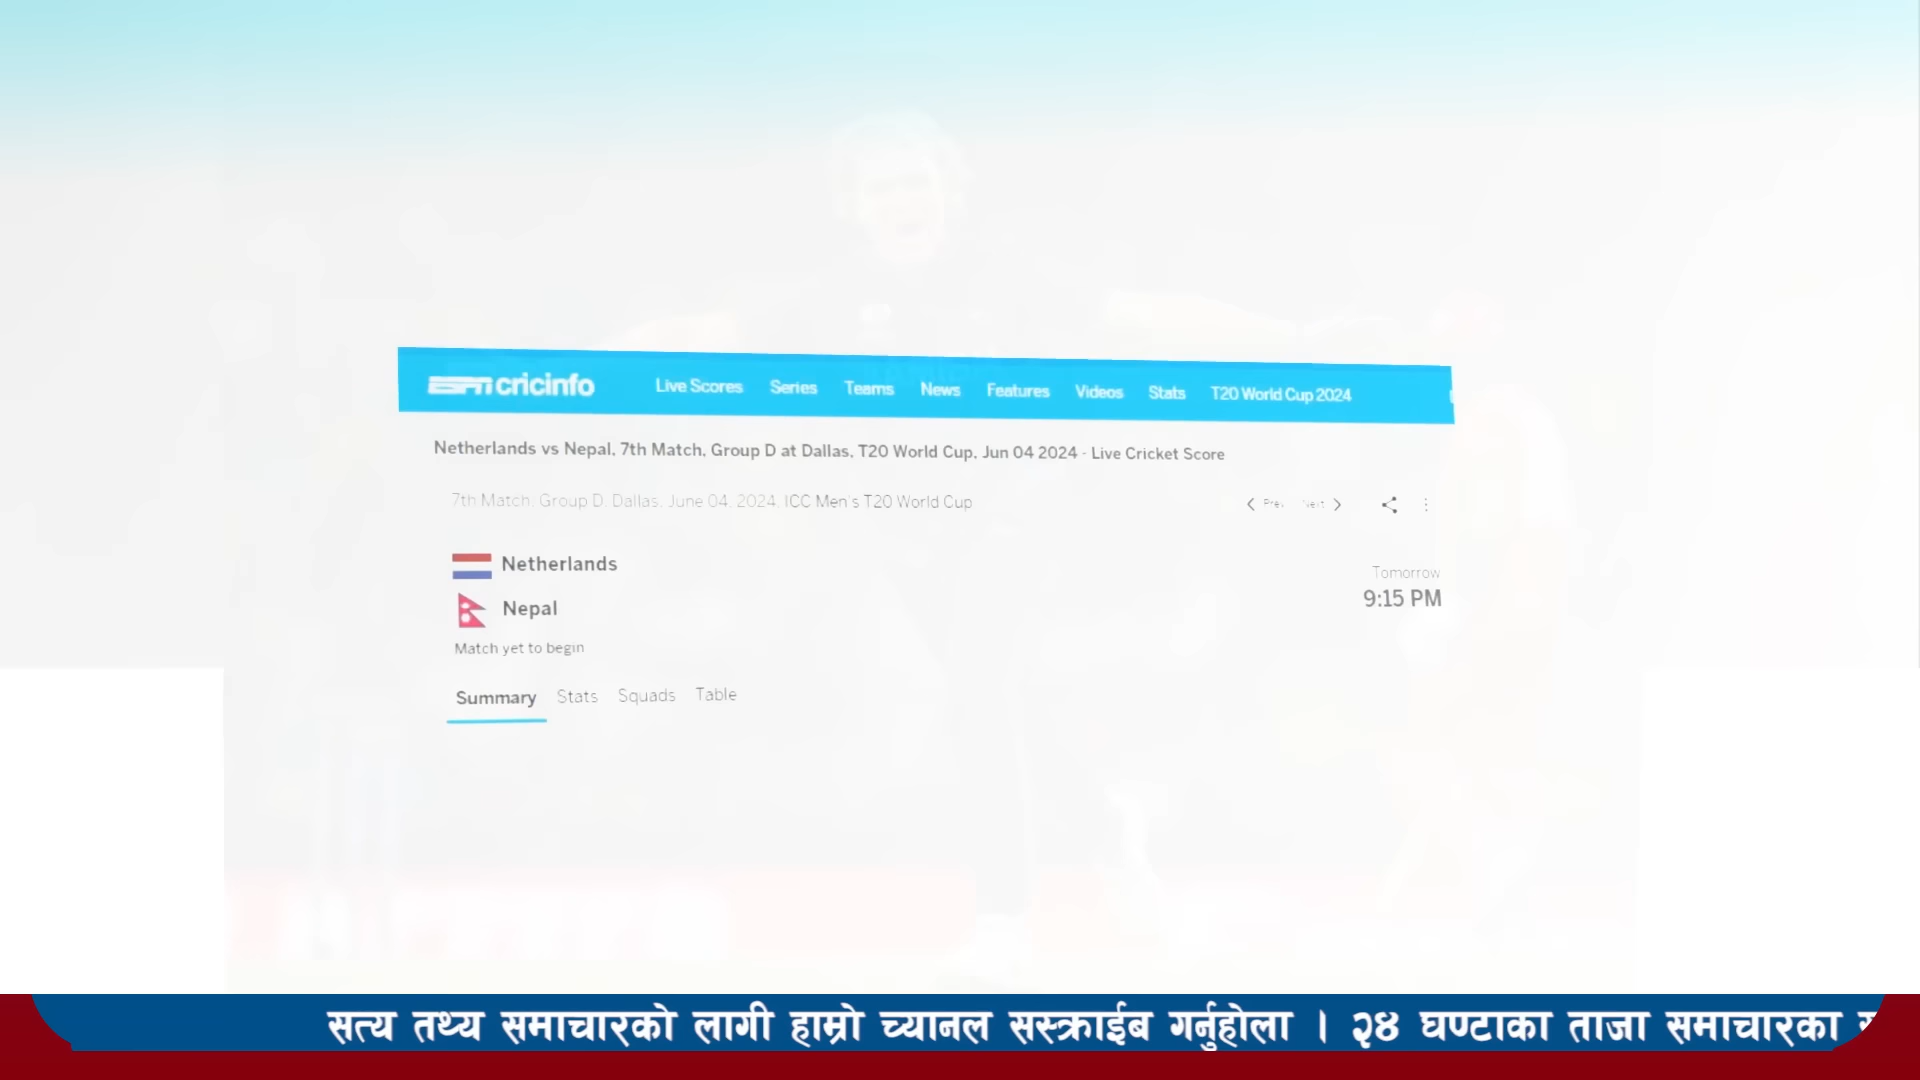 ESPN cricinfo Live Scores Series Teams News Features Videos Stats T20 World Cup 2024
Netherlands vs Nepal, 7th Match, Group D at Dallas, T20 World Cup, Jun 04 2024 - Live Cricket Score
7th Match, Group D, Dallas, June 04, 2024, ICC Men's T20 World Cup
Prev Next
Netherlands
Tomorrow
9:15 PM
Nepal
Match yet to begin
Summary Stats Squads Table
सत्य तथ्य समाचारको लागी हाम्रो च्यानल सस्क्राईब गर्नुहोला । २४ घण्टाका ताजा समाचारका